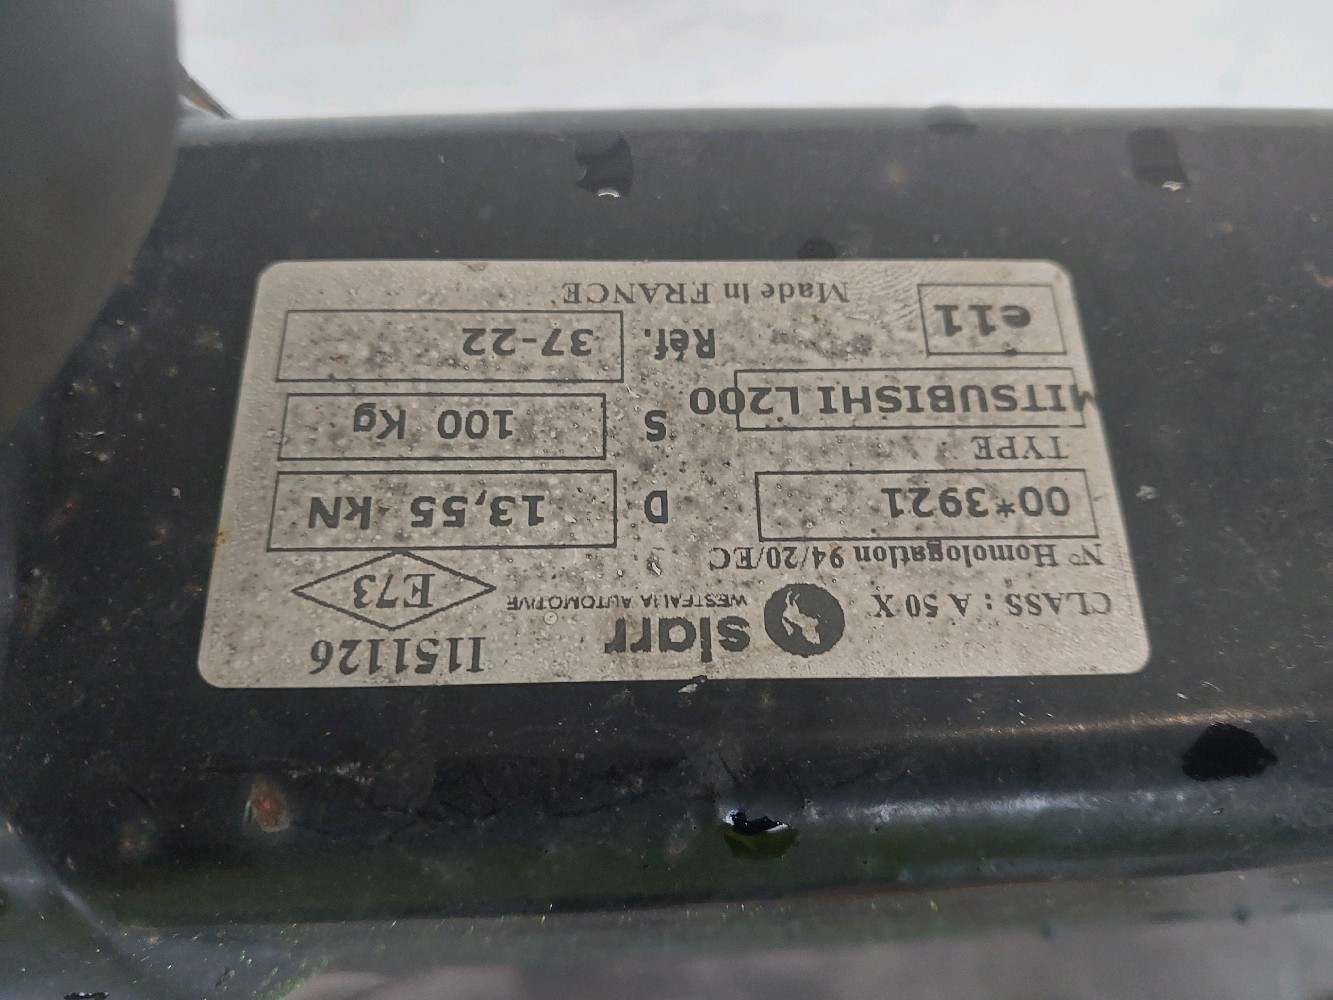 CLASS : A 50 X
siarr
WESTFALIA AUTOMOTIVE
I151126
E73
N° Homologation 94/20/EC
00*3921
D 13,55 kN
TYPE
MITSUBISHI L200
S 100 Kg
e11
Réf. 37-22
Made in FRANCE